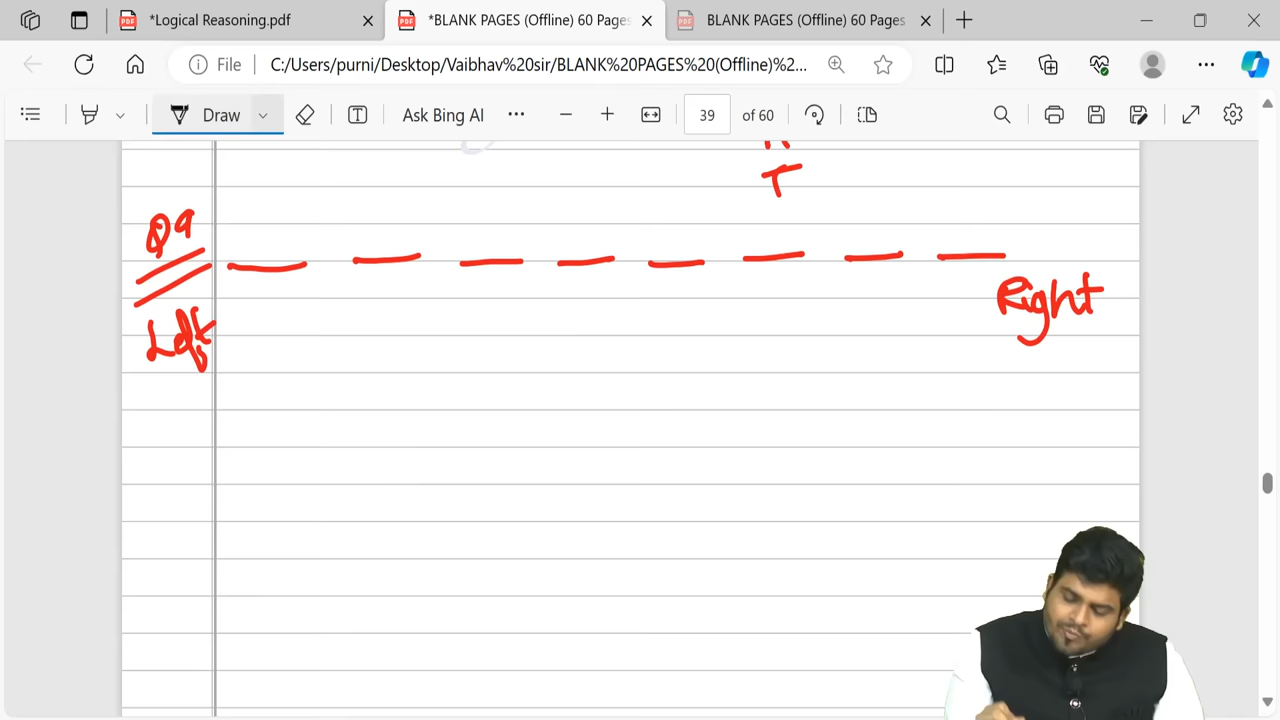 *Logical Reasoning.pdf
*BLANK PAGES (Offline) 60 Pages
BLANK PAGES (Offline) 60 Pages
File
C:/Users/purni/Desktop/Vaibhav%20sir/BLANK%20PAGES%20(Offline)%2...
Draw
Ask Bing AI
39
of 60
T
Q9
Left
Right